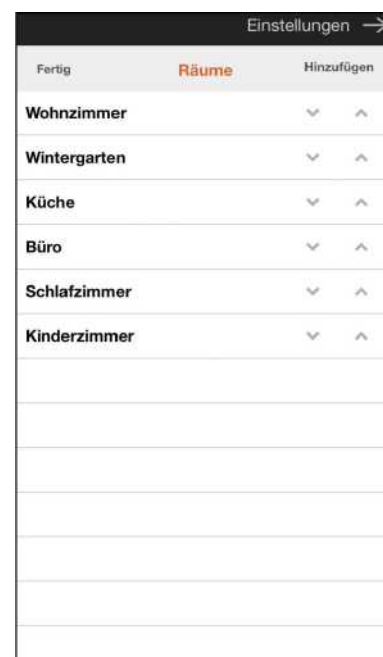 Einstellungen
Fertig Räume Hinzufügen
Wohnzimmer
Wintergarten
Küche
Büro
Schlafzimmer
Kinderzimmer